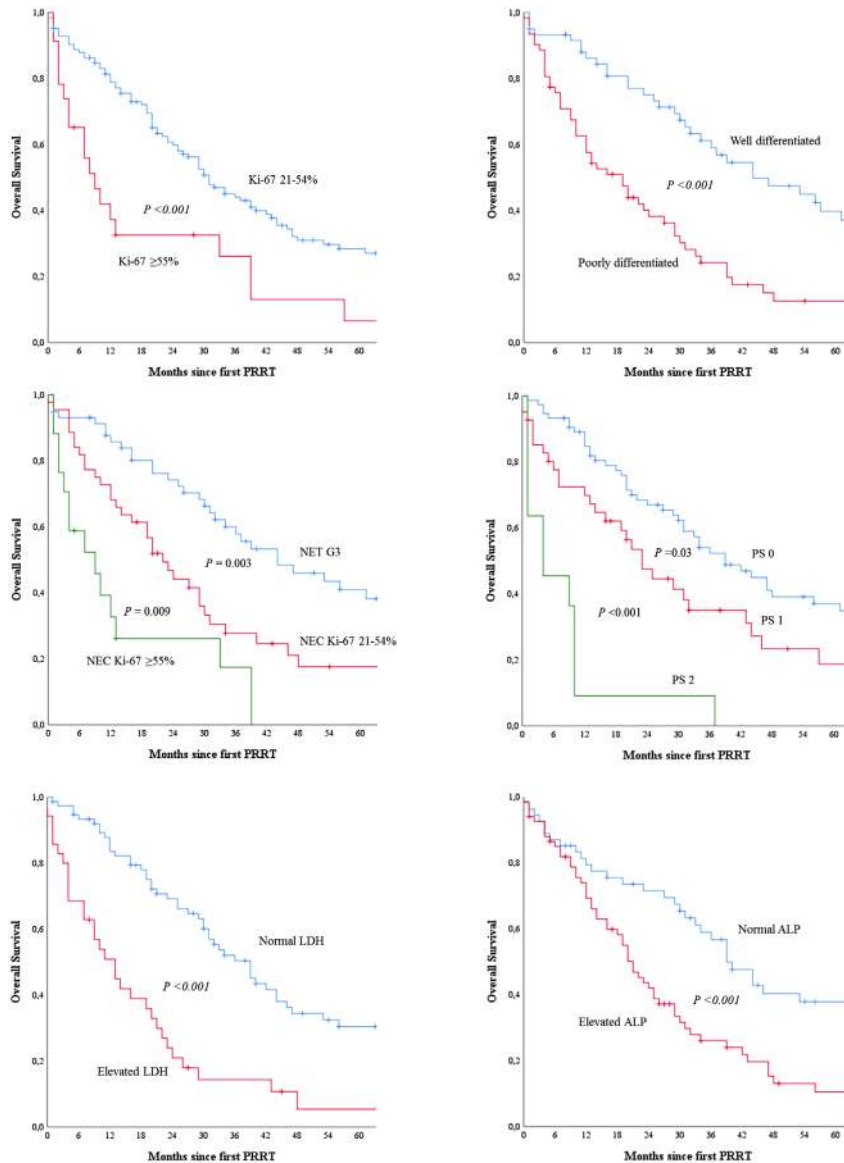 1,0
0,8
0,6
0,4
0,2
0,0
Overall Survival
Ki-67 21-54%
P <0.001
Ki-67 ≥55%
0 6 12 18 24 30 36 42 48 54 60
Months since first PRRT
1,0
0,8
0,6
0,4
0,2
0,0
Overall Survival
Well differentiated
P <0.001
Poorly differentiated
0 6 12 18 24 30 36 42 48 54 60
Months since first PRRT
1,0
0,8
0,6
0,4
0,2
0,0
Overall Survival
NET G3
P = 0.003
P = 0.009
NEC Ki-67 21-54%
NEC Ki-67 ≥55%
0 6 12 18 24 30 36 42 48 54 60
Months since first PRRT
1,0
0,8
0,6
0,4
0,2
0,0
Overall Survival
P =0.03
PS 0
P <0.001
PS 1
PS 2
0 6 12 18 24 30 36 42 48 54 60
Months since first PRRT
1,0
0,8
0,6
0,4
0,2
0,0
Overall Survival
Normal LDH
P <0.001
Elevated LDH
0 6 12 18 24 30 36 42 48 54 60
Months since first PRRT
1,0
0,8
0,6
0,4
0,2
0,0
Overall Survival
Normal ALP
P <0.001
Elevated ALP
0 6 12 18 24 30 36 42 48 54 60
Months since first PRRT